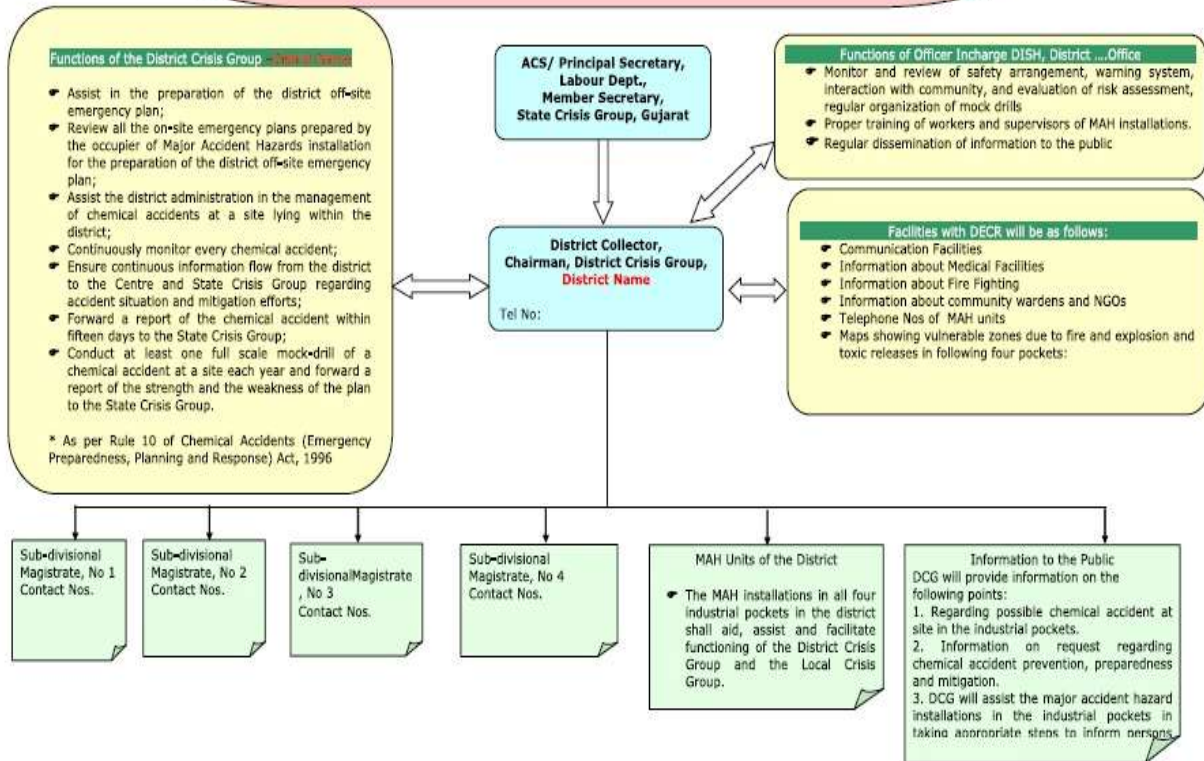 Functions of the District Crisis Group
Assist in the preparation of the district off-site
emergency plan;
Review all the on-site emergency plans prepared by
the occupier of Major Accident Hazards installation
for the preparation of the district off-site emergency
plan;
Assist the district administration in the management
of chemical accidents at a site lying within the
district;
Continuously monitor every chemical accident;
Ensure continuous information flow from the district
to the Centre and State Crisis Group regarding
accident situation and mitigation efforts;
Forward a report of the chemical accident within
fifteen days to the State Crisis Group;
Conduct at least one full scale mock-drill of a
chemical accident at a site each year and forward a
report of the strength and the weakness of the plan
to the State Crisis Group.
* As per Rule 10 of Chemical Accidents (Emergency
Preparedness, Planning and Response) Act, 1996
ACS/ Principal Secretary,
Labour Dept.,
Member Secretary,
State Crisis Group, Gujarat
District Collector,
Chairman, District Crisis Group,
District Name
Tel No:
Functions of Officer Incharge DISH, District ....Office
Monitor and review of safety arrangement, warning system,
interaction with community, and evaluation of risk assessment,
regular organization of mock drills
Proper training of workers and supervisors of MAH installations.
Regular dissemination of information to the public
Facilities with DECR will be as follows:
Communication Facilities
Information about Medical Facilities
Information about Fire Fighting
Information about community wardens and NGOs
Telephone Nos of MAH units
Maps showing vulnerable zones due to fire and explosion and
toxic releases in following four pockets:
Sub-divisional
Magistrate, No 1
Contact Nos.
Sub-divisional
Magistrate, No 2
Contact Nos.
Sub-
divisionalMagistrate
, No 3
Contact Nos.
Sub-divisional
Magistrate, No 4
Contact Nos.
MAH Units of the District
The MAH installations in all four
industrial pockets in the district
shall aid, assist and facilitate
functioning of the District Crisis
Group and the Local Crisis
Group.
Information to the Public
DCG will provide information on the
following points:
1. Regarding possible chemical accident at
site in the industrial pockets.
2. Information on request regarding
chemical accident prevention, preparedness
and mitigation.
3. DCG will assist the major accident hazard
installations in the industrial pockets in
taking appropriate steps to inform persons